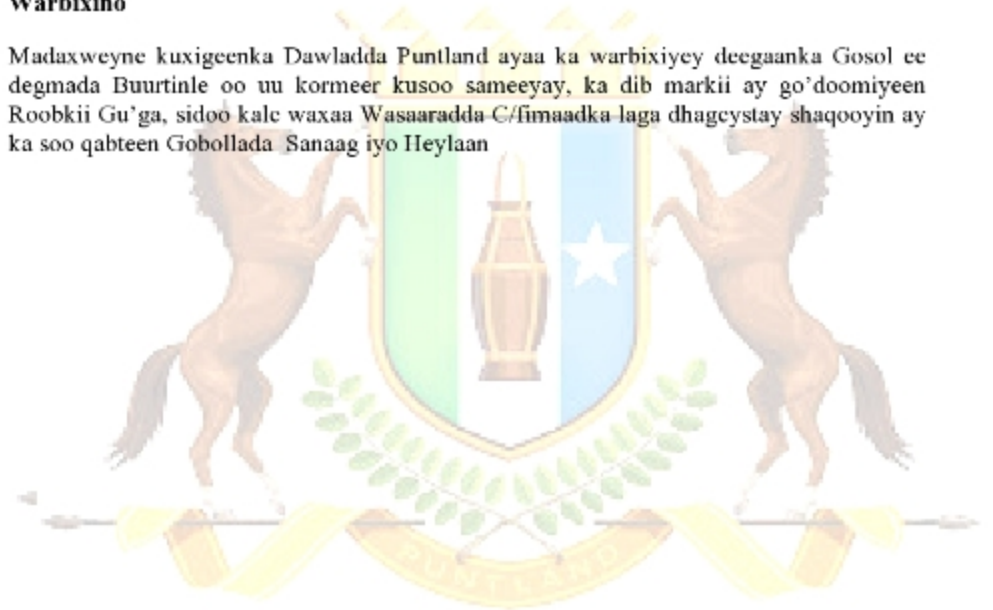 Warbixino
Madaxweyne kuxigeenka Dawladda Puntland ayaa ka warbixiyey deegaanka Gosol ee
degmada Buurtinle oo uu kormeer kusoo sameeyay, ka dib markii ay go’doomiyeen
Roobkii Gu’ga, sidoo kale waxaa Wasaaradda C/fimaadka laga dhageystay shaqooyin ay
ka soo qabteen Gobollada Sanaag iyo Heylaan
PUNTLAND